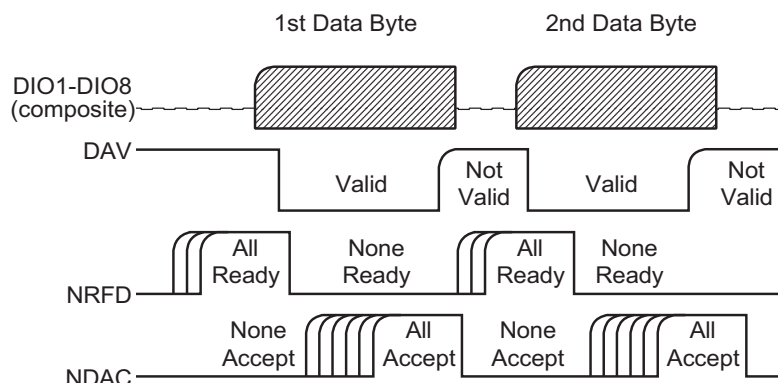 1st Data Byte
2nd Data Byte
DIO1-DIO8
(composite)
DAV
Valid
Not
Valid
Valid
Not
Valid
NRFD
All
Ready
None
Ready
All
Ready
None
Ready
NDAC
None
Accept
All
Accept
None
Accept
All
Accept